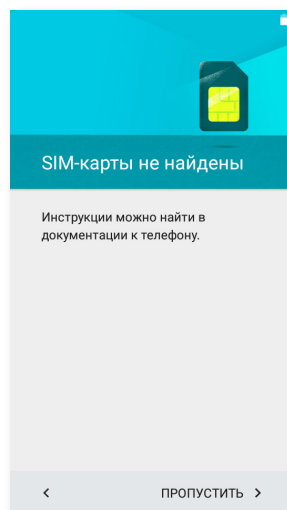 SIM-карты не найдены
Инструкции можно найти в
документации к телефону.
ПРОПУСТИТЬ